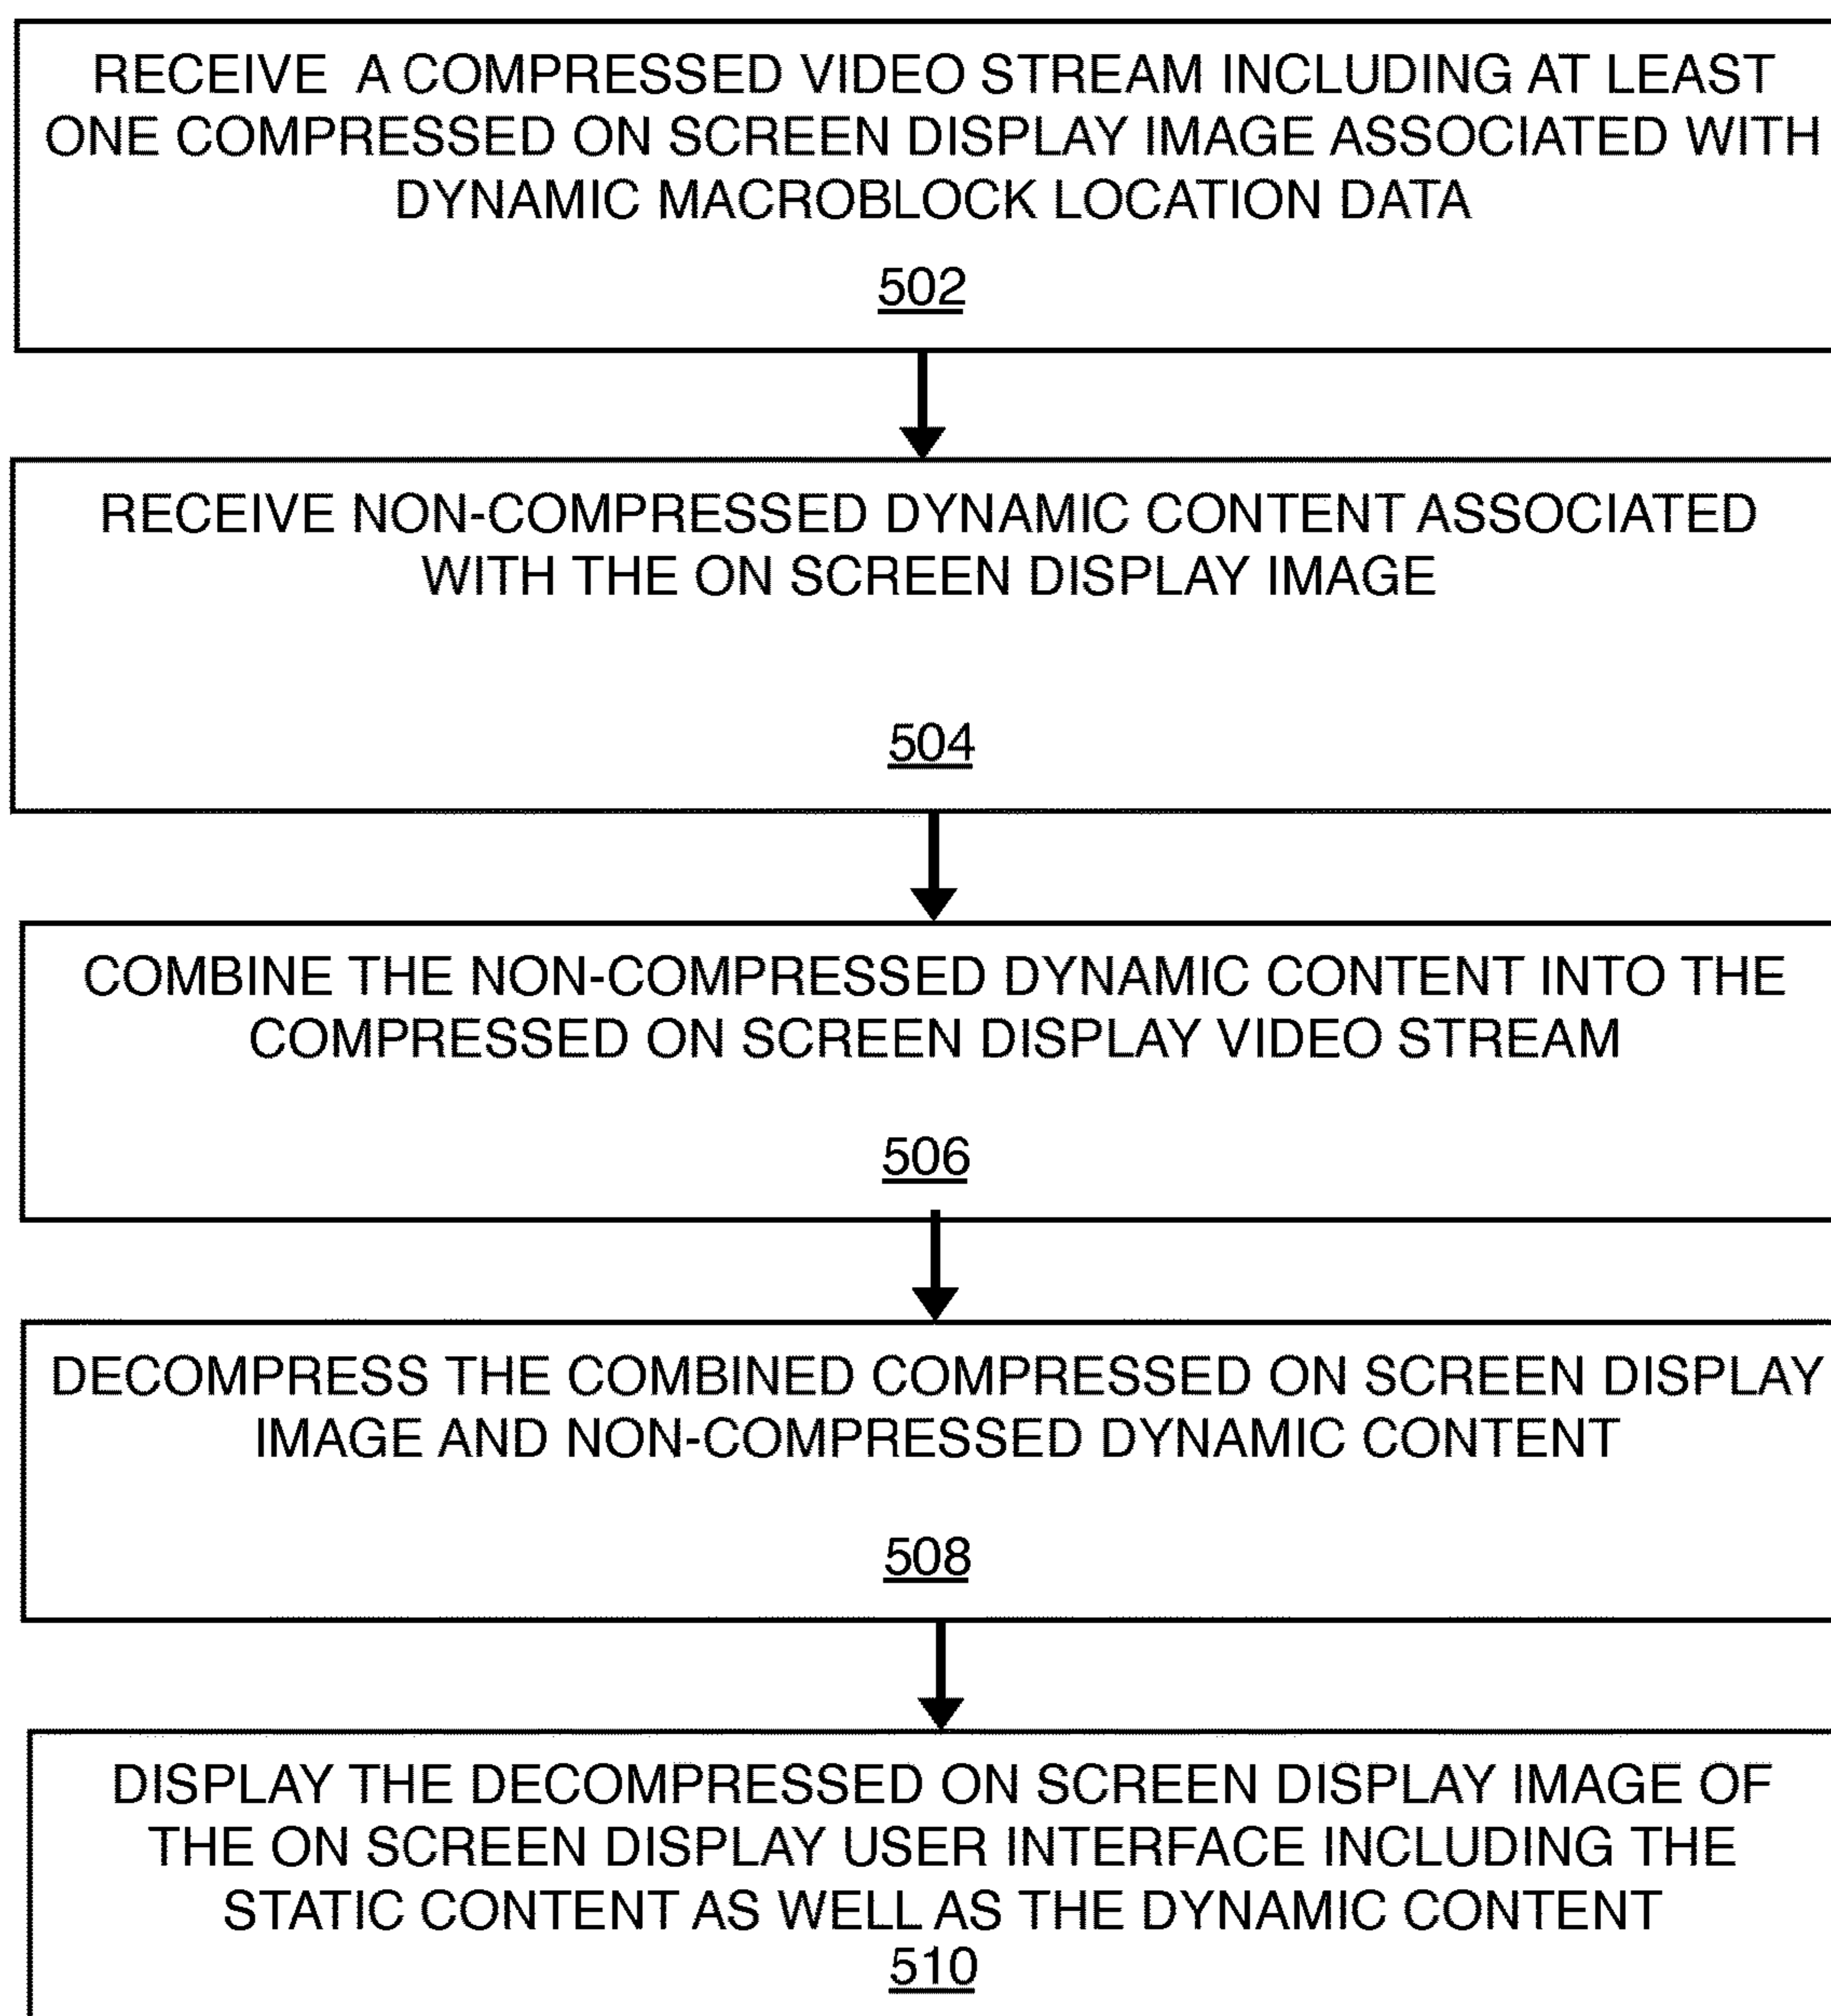 RECEIVE A COMPRESSED VIDEO STREAM INCLUDING AT LEAST
ONE COMPRESSED ON SCREEN DISPLAY IMAGE ASSOCIATED WITH
DYNAMIC MACROBLOCK LOCATION DATA
502
RECEIVE NON-COMPRESSED DYNAMIC CONTENT ASSOCIATED
WITH THE ON SCREEN DISPLAY IMAGE
504
COMBINE THE NON-COMPRESSED DYNAMIC CONTENT INTO THE
COMPRESSED ON SCREEN DISPLAY VIDEO STREAM
506
DECOMPRESS THE COMBINED COMPRESSED ON SCREEN DISPLAY
IMAGE AND NON-COMPRESSED DYNAMIC CONTENT
508
DISPLAY THE DECOMPRESSED ON SCREEN DISPLAY IMAGE OF
THE ON SCREEN DISPLAY USER INTERFACE INCLUDING THE
STATIC CONTENT AS WELL AS THE DYNAMIC CONTENT
510